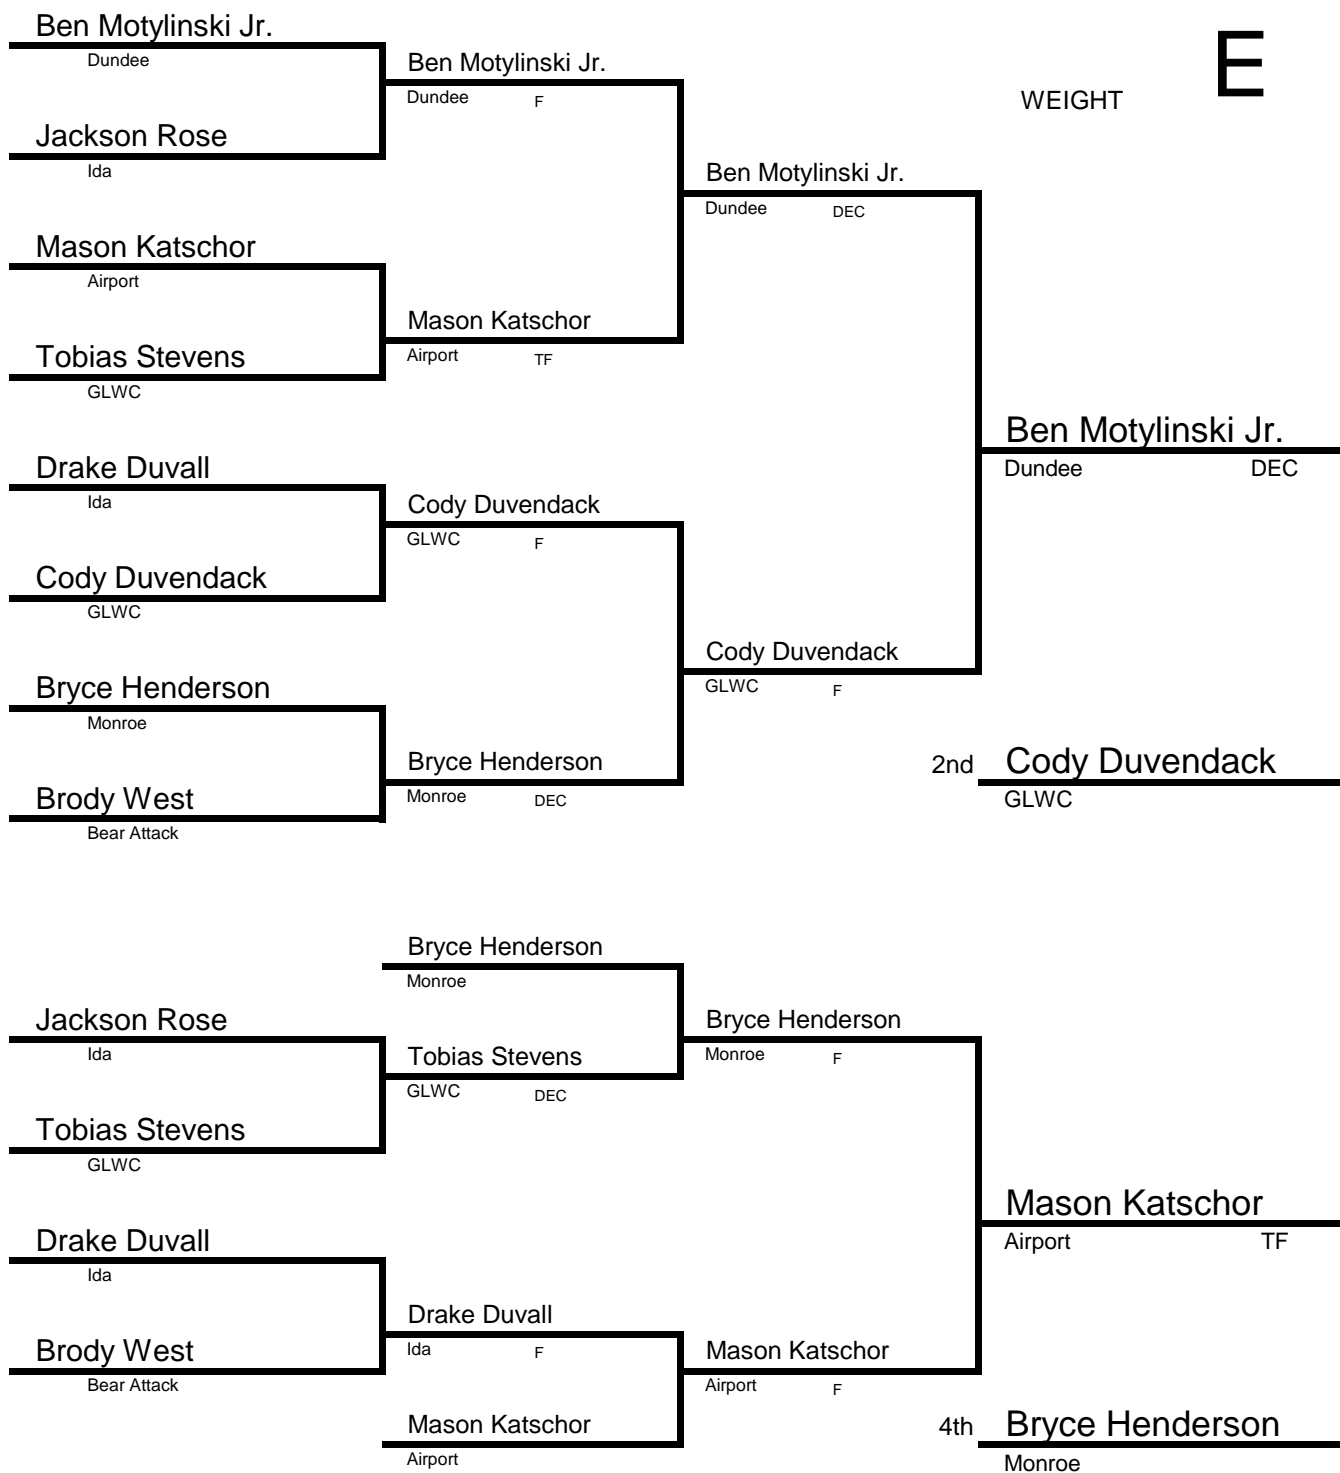 Ben Motylinski Jr.
Dundee
Ben Motylinski Jr.
Dundee F
E
WEIGHT
Jackson Rose
Ida
Ben Motylinski Jr.
Dundee DEC
Mason Katschor
Airport
Mason Katschor
Airport TF
Tobias Stevens
GLWC
Ben Motylinski Jr.
Dundee DEC
Drake Duvall
Ida
Cody Duvendack
GLWC F
Cody Duvendack
GLWC
Cody Duvendack
GLWC F
Bryce Henderson
Monroe
Bryce Henderson
Monroe DEC
2nd Cody Duvendack
GLWC
Brody West
Bear Attack
Bryce Henderson
Monroe
Jackson Rose
Ida
Bryce Henderson
Monroe F
Tobias Stevens
GLWC DEC
Tobias Stevens
GLWC
Mason Katschor
Airport TF
Drake Duvall
Ida
Drake Duvall
Ida F
Brody West
Bear Attack
Mason Katschor
Airport F
Mason Katschor
Airport
4th Bryce Henderson
Monroe